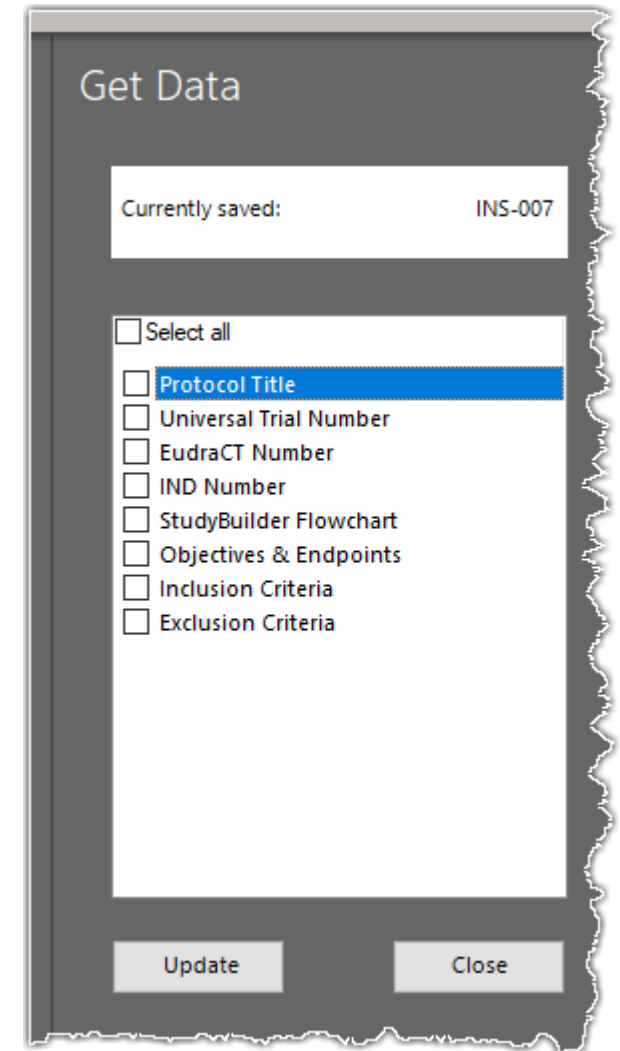 Get Data
Currently saved: INS-007
Select all
Protocol Title
Universal Trial Number
EudraCT Number
IND Number
StudyBuilder Flowchart
Objectives & Endpoints
Inclusion Criteria
Exclusion Criteria
Update Close